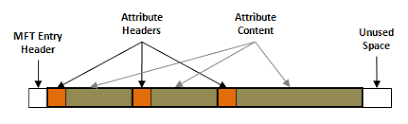 MFT Entry
Header
Attribute
Headers
Attribute
Content
Unused
Space